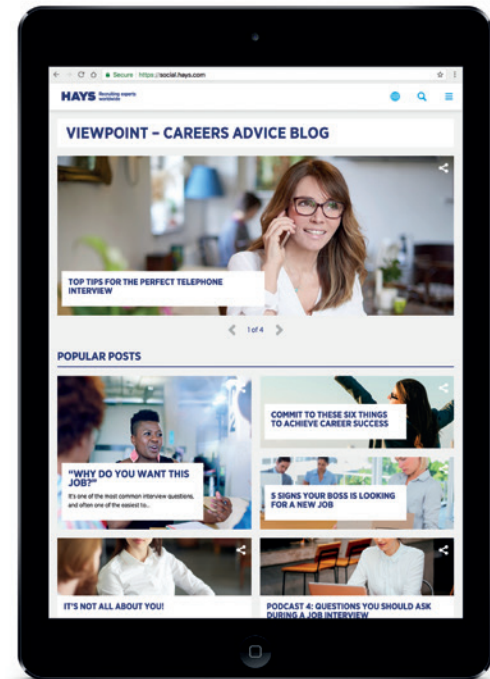 Secure https://social.hays.com
HAYS Recruiting experts
worldwide
VIEWPOINT – CAREERS ADVICE BLOG
TOP TIPS FOR THE PERFECT TELEPHONE
INTERVIEW
1 of 4
POPULAR POSTS
"WHY DO YOU WANT THIS
JOB?"
It's one of the most common interview questions,
and often one of the easiest to...
COMMIT TO THESE SIX THINGS
TO ACHIEVE CAREER SUCCESS
5 SIGNS YOUR BOSS IS LOOKING
FOR A NEW JOB
IT'S NOT ALL ABOUT YOU!
PODCAST 4: QUESTIONS YOU SHOULD ASK
DURING A JOB INTERVIEW